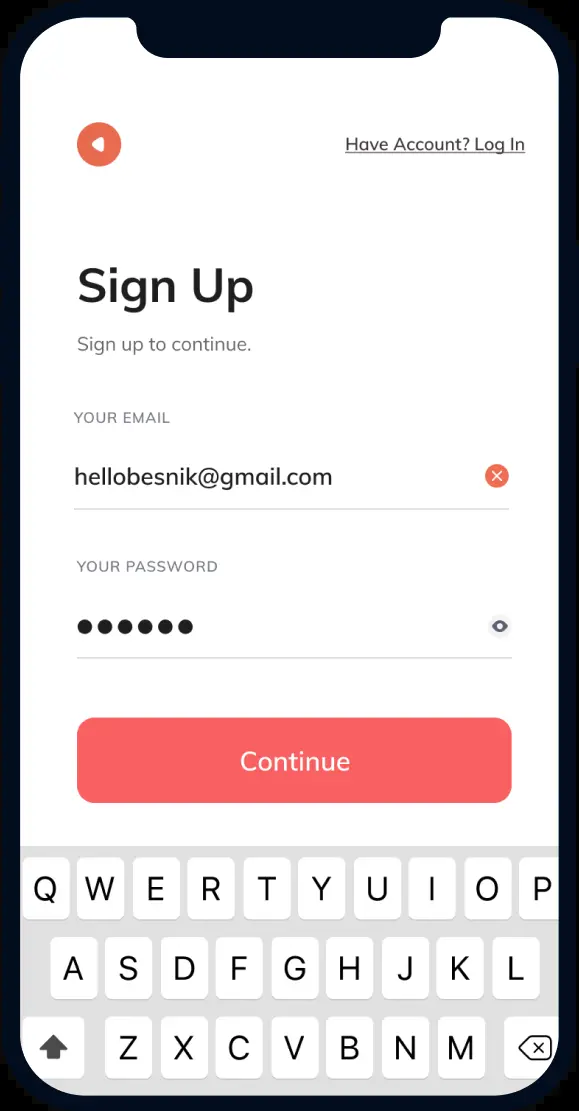 Have Account? Log In
Sign Up
Sign up to continue.
YOUR EMAIL
hellobesnik@gmail.com
YOUR PASSWORD
●●●●●●
Continue
Q W E R T Y U I O P
A S D F G H J K L
Z X C V B N M